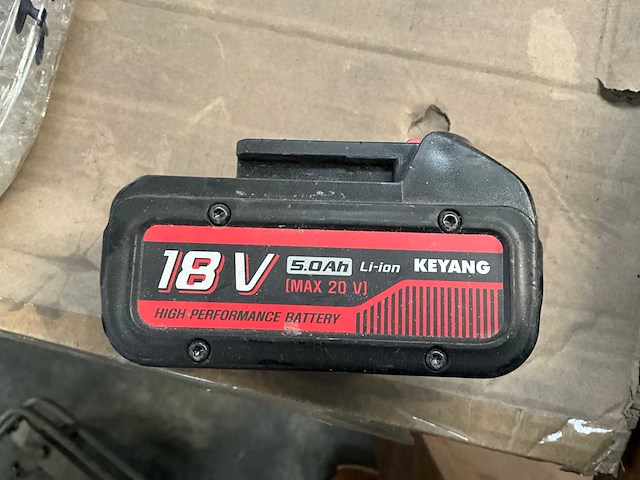 18 V 5.0Ah Li-ion KEYANG
[MAX 20 V]
HIGH PERFORMANCE BATTERY